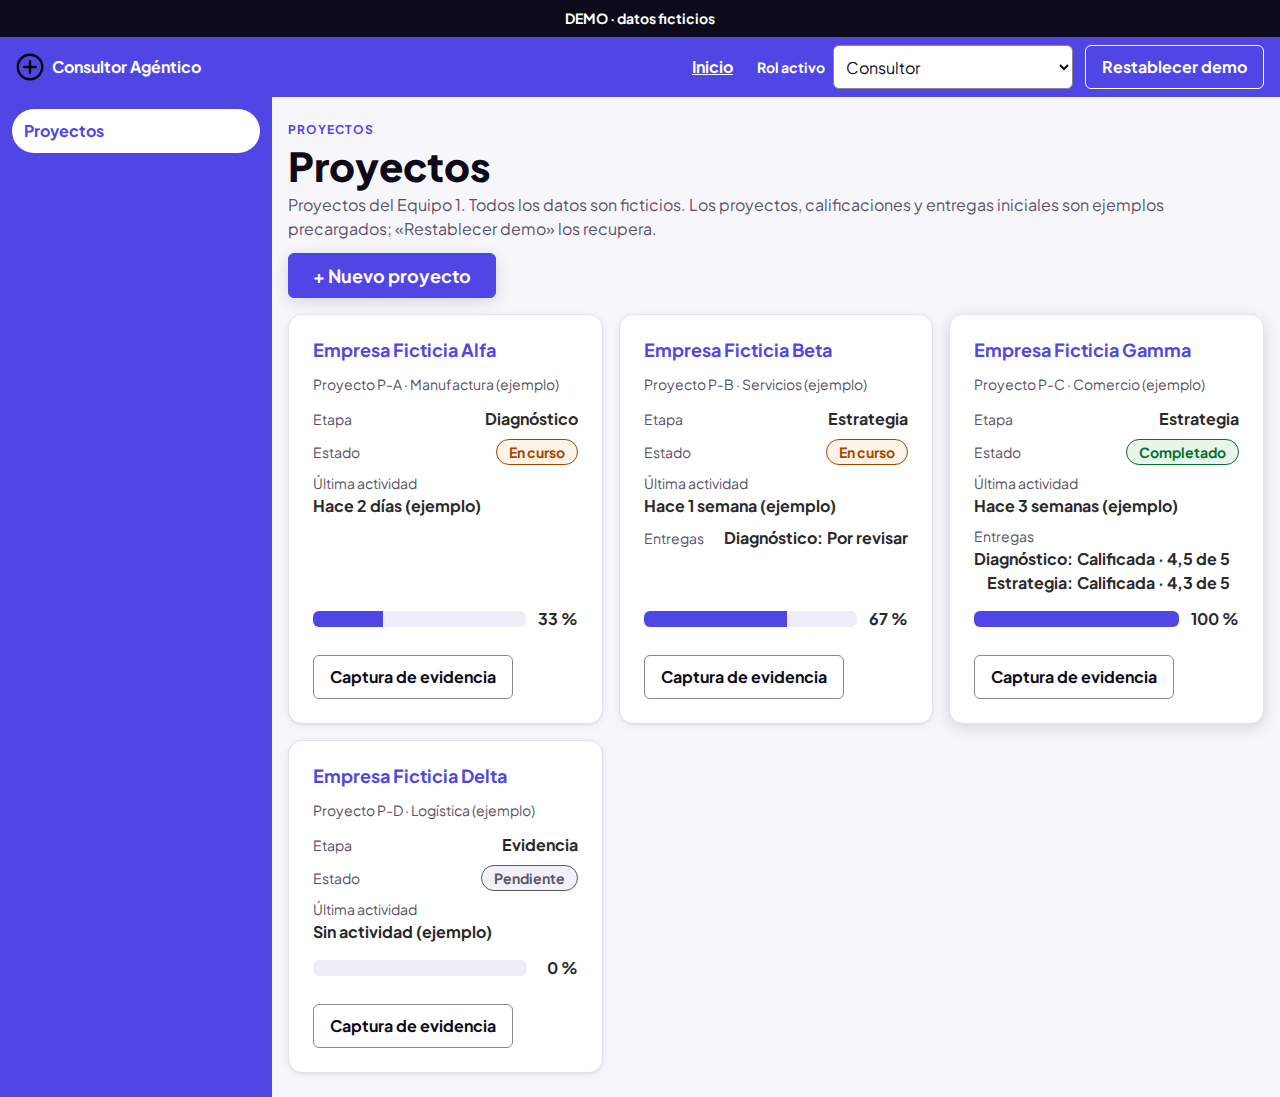 DEMO · datos ficticios
Consultor Agéntico
Inicio
Rol activo
Consultor
Restablecer demo
Proyectos
PROYECTOS
Proyectos
Proyectos del Equipo 1. Todos los datos son ficticios. Los proyectos, calificaciones y entregas iniciales son ejemplos
precargados; «Restablecer demo» los recupera.
+ Nuevo proyecto
Empresa Ficticia Alfa
Proyecto P-A · Manufactura (ejemplo)
Etapa Diagnóstico
Estado En curso
Última actividad
Hace 2 días (ejemplo)
33 %
Captura de evidencia
Empresa Ficticia Beta
Proyecto P-B · Servicios (ejemplo)
Etapa Estrategia
Estado En curso
Última actividad
Hace 1 semana (ejemplo)
Entregas Diagnóstico: Por revisar
67 %
Captura de evidencia
Empresa Ficticia Gamma
Proyecto P-C · Comercio (ejemplo)
Etapa Estrategia
Estado Completado
Última actividad
Hace 3 semanas (ejemplo)
Entregas
Diagnóstico: Calificada · 4,5 de 5
Estrategia: Calificada · 4,3 de 5
100 %
Captura de evidencia
Empresa Ficticia Delta
Proyecto P-D · Logística (ejemplo)
Etapa Evidencia
Estado Pendiente
Última actividad
Sin actividad (ejemplo)
0 %
Captura de evidencia